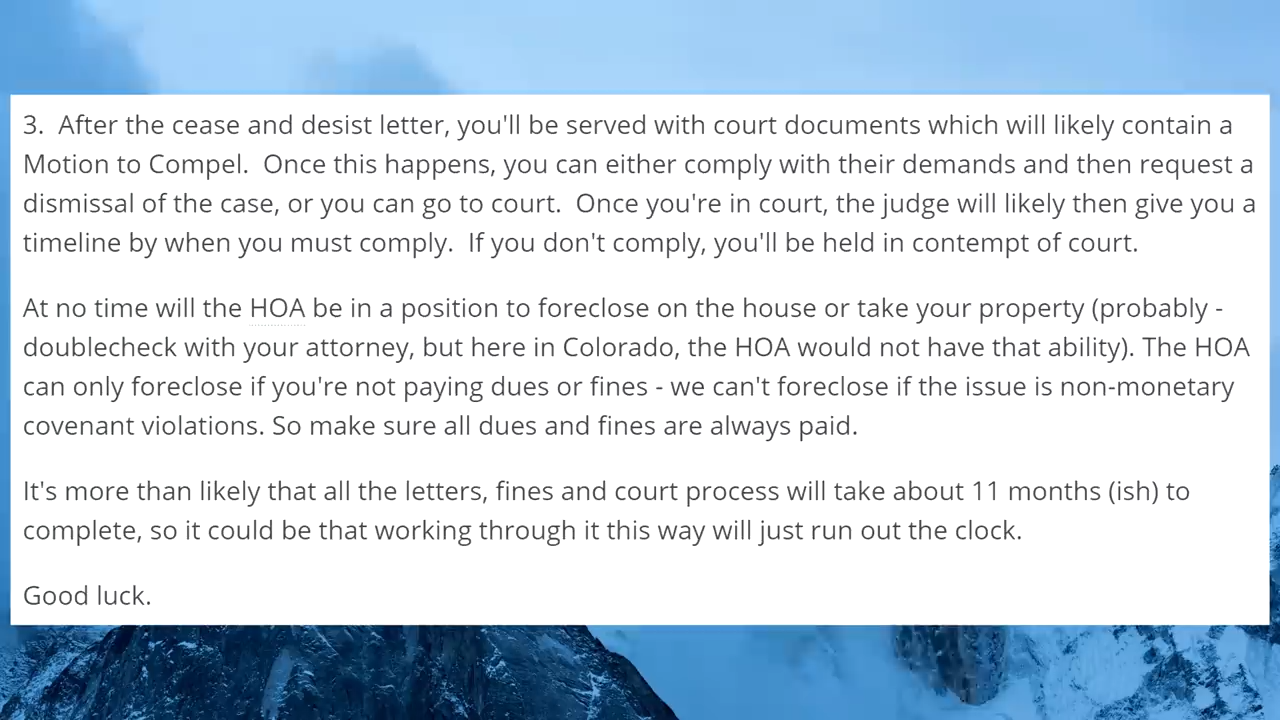 3.  After the cease and desist letter, you'll be served with court documents which will likely contain a
Motion to Compel.  Once this happens, you can either comply with their demands and then request a
dismissal of the case, or you can go to court.  Once you're in court, the judge will likely then give you a
timeline by when you must comply.  If you don't comply, you'll be held in contempt of court.
At no time will the HOA be in a position to foreclose on the house or take your property (probably -
doublecheck with your attorney, but here in Colorado, the HOA would not have that ability). The HOA
can only foreclose if you're not paying dues or fines - we can't foreclose if the issue is non-monetary
covenant violations. So make sure all dues and fines are always paid.
It's more than likely that all the letters, fines and court process will take about 11 months (ish) to
complete, so it could be that working through it this way will just run out the clock.
Good luck.